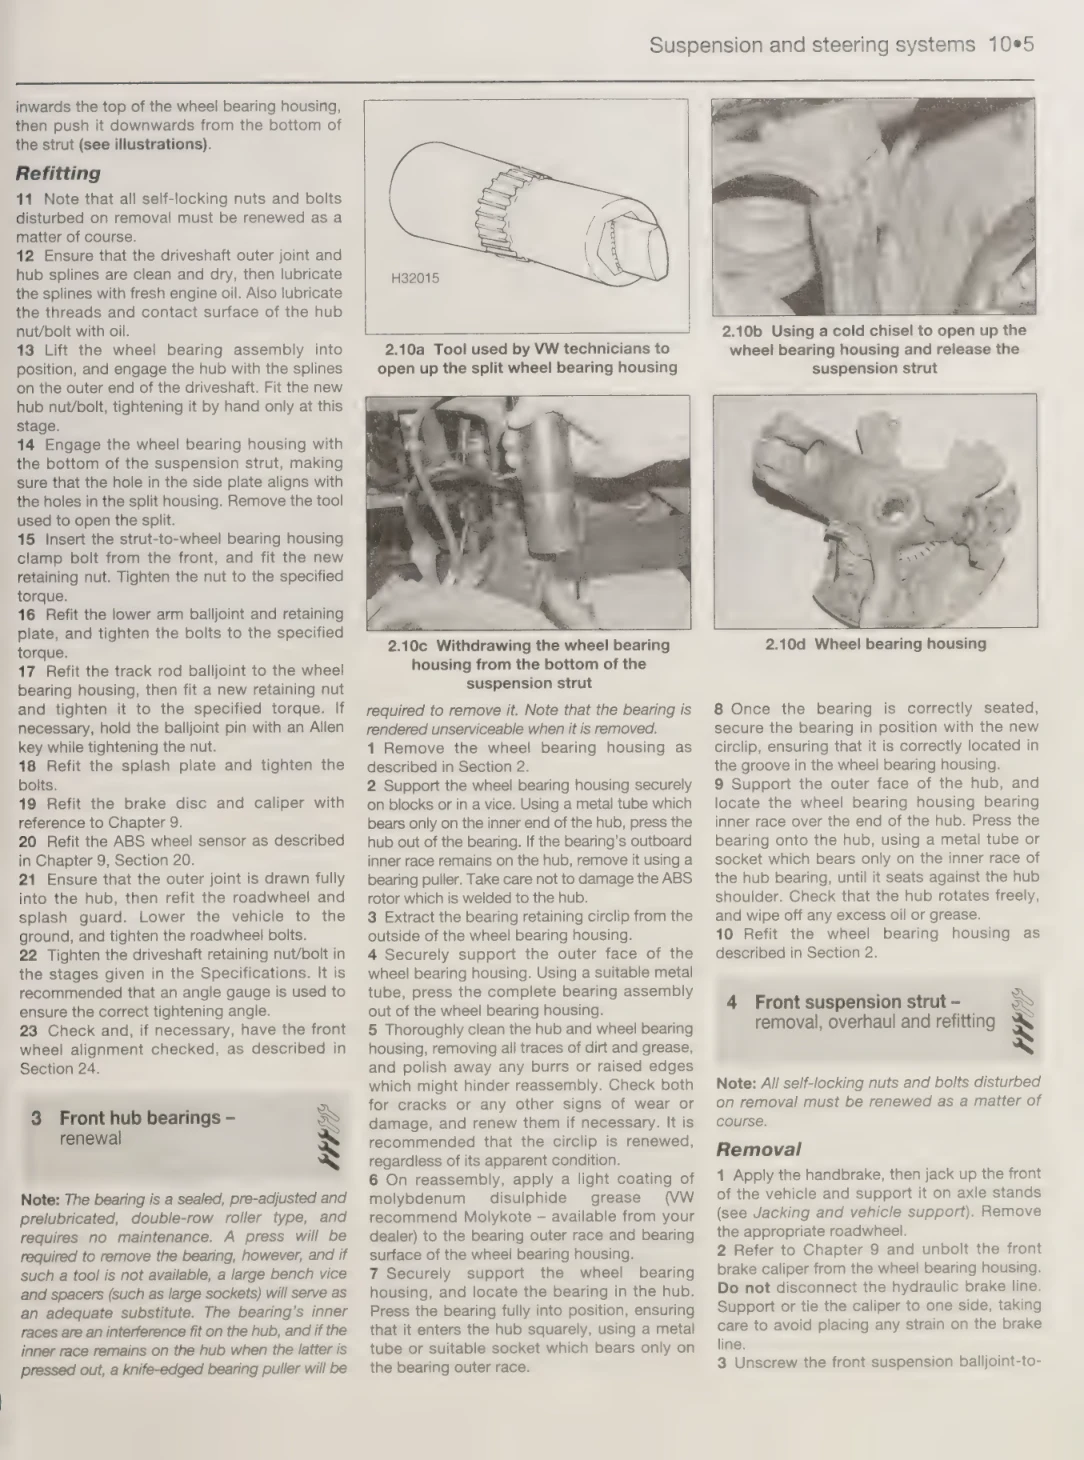 Suspension and steering systems 10•5
inwards the top of the wheel bearing housing,
then push it downwards from the bottom of
the strut (see illustrations).
Refitting
11 Note that all self-locking nuts and bolts
disturbed on removal must be renewed as a
matter of course.
12 Ensure that the driveshaft outer joint and
hub splines are clean and dry, then lubricate
the splines with fresh engine oil. Also lubricate
the threads and contact surface of the hub
nut/bolt with oil.
13 Lift the wheel bearing assembly into
position, and engage the hub with the splines
on the outer end of the driveshaft. Fit the new
hub nut/bolt, tightening it by hand only at this
stage.
14 Engage the wheel bearing housing with
the bottom of the suspension strut, making
sure that the hole in the side plate aligns with
the holes in the split housing. Remove the tool
used to open the split.
15 Insert the strut-to-wheel bearing housing
clamp bolt from the front, and fit the new
retaining nut. Tighten the nut to the specified
torque.
16 Refit the lower arm balljoint and retaining
plate, and tighten the bolts to the specified
torque.
17 Refit the track rod balljoint to the wheel
bearing housing, then fit a new retaining nut
and tighten it to the specified torque. If
necessary, hold the balljoint pin with an Allen
key while tightening the nut.
18 Refit the splash plate and tighten the
bolts.
19 Refit the brake disc and caliper with
reference to Chapter 9.
20 Refit the ABS wheel sensor as described
in Chapter 9, Section 20.
21 Ensure that the outer joint is drawn fully
into the hub, then refit the roadwheel and
splash guard. Lower the vehicle to the
ground, and tighten the roadwheel bolts.
22 Tighten the driveshaft retaining nut/bolt in
the stages given in the Specifications. It is
recommended that an angle gauge is used to
ensure the correct tightening angle.
23 Check and, if necessary, have the front
wheel alignment checked, as described in
Section 24.
3 Front hub bearings –
renewal
Note: The bearing is a sealed, pre-adjusted and
prelubricated, double-row roller type, and
requires no maintenance. A press will be
required to remove the bearing, however, and if
such a tool is not available, a large bench vice
and spacers (such as large sockets) will serve as
an adequate substitute. The bearing's inner
races are an interference fit on the hub, and if the
inner race remains on the hub when the latter is
pressed out, a knife-edged bearing puller will be
H32015
2.10a Tool used by VW technicians to
open up the split wheel bearing housing
2.10b Using a cold chisel to open up the
wheel bearing housing and release the
suspension strut
2.10c Withdrawing the wheel bearing
housing from the bottom of the
suspension strut
2.10d Wheel bearing housing
required to remove it. Note that the bearing is
rendered unserviceable when it is removed.
1 Remove the wheel bearing housing as
described in Section 2.
2 Support the wheel bearing housing securely
on blocks or in a vice. Using a metal tube which
bears only on the inner end of the hub, press the
hub out of the bearing. If the bearing's outboard
inner race remains on the hub, remove it using a
bearing puller. Take care not to damage the ABS
rotor which is welded to the hub.
3 Extract the bearing retaining circlip from the
outside of the wheel bearing housing.
4 Securely support the outer face of the
wheel bearing housing. Using a suitable metal
tube, press the complete bearing assembly
out of the wheel bearing housing.
5 Thoroughly clean the hub and wheel bearing
housing, removing all traces of dirt and grease,
and polish away any burrs or raised edges
which might hinder reassembly. Check both
for cracks or any other signs of wear or
damage, and renew them if necessary. It is
recommended that the circlip is renewed,
regardless of its apparent condition.
6 On reassembly, apply a light coating of
molybdenum disulphide grease (VW
recommend Molykote – available from your
dealer) to the bearing outer race and bearing
surface of the wheel bearing housing.
7 Securely support the wheel bearing
housing, and locate the bearing in the hub.
Press the bearing fully into position, ensuring
that it enters the hub squarely, using a metal
tube or suitable socket which bears only on
the bearing outer race.
8 Once the bearing is correctly seated,
secure the bearing in position with the new
circlip, ensuring that it is correctly located in
the groove in the wheel bearing housing.
9 Support the outer face of the hub, and
locate the wheel bearing housing bearing
inner race over the end of the hub. Press the
bearing onto the hub, using a metal tube or
socket which bears only on the inner race of
the hub bearing, until it seats against the hub
shoulder. Check that the hub rotates freely,
and wipe off any excess oil or grease.
10 Refit the wheel bearing housing as
described in Section 2.
4 Front suspension strut –
removal, overhaul and refitting
Note: All self-locking nuts and bolts disturbed
on removal must be renewed as a matter of
course.
Removal
1 Apply the handbrake, then jack up the front
of the vehicle and support it on axle stands
(see Jacking and vehicle support). Remove
the appropriate roadwheel.
2 Refer to Chapter 9 and unbolt the front
brake caliper from the wheel bearing housing.
Do not disconnect the hydraulic brake line.
Support or tie the caliper to one side, taking
care to avoid placing any strain on the brake
line.
3 Unscrew the front suspension balljoint-to-